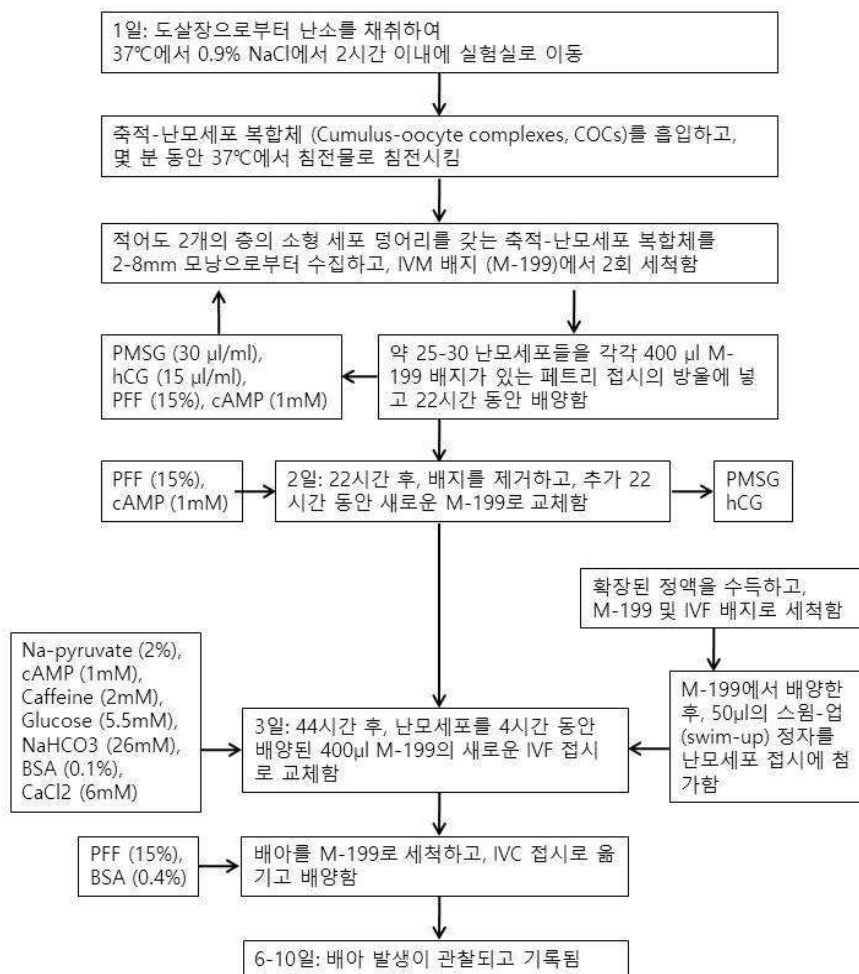 1일: 도살장으로부터 난소를 채취하여
37℃에서 0.9% NaCl에서 2시간 이내에 실험실로 이동
축적-난모세포 복합체 (Cumulus-oocyte complexes, COCs)를 흡입하고,
몇 분 동안 37℃에서 침전물로 침전시킴
적어도 2개의 층의 소형 세포 덩어리를 갖는 축적-난모세포 복합체를
2-8mm 모낭으로부터 수집하고, IVM 배지 (M-199)에서 2회 세척함
PMSG (30 µl/ml),
hCG (15 µl/ml),
PFF (15%), cAMP (1mM)
약 25-30 난모세포들을 각각 400 µl M-
199 배지가 있는 페트리 접시의 방울에 넣
고 22시간 동안 배양함
PFF (15%),
cAMP (1mM)
2일: 22시간 후, 배지를 제거하고, 추가 22
시간 동안 새로운 M-199로 교체함
PMSG
hCG
확장된 정액을 수득하고,
M-199 및 IVF 배지로 세척함
Na-pyruvate (2%),
cAMP (1mM),
Caffeine (2mM),
Glucose (5.5mM),
NaHCO3 (26mM),
BSA (0.1%),
CaCl2 (6mM)
3일: 44시간 후, 난모세포를 4시간 동안
배양된 400µl M-199의 새로운 IVF 접시
로 교체함
M-199에서 배양한
후, 50µl의 스윔-업
(swim-up) 정자를
난모세포 접시에 첨
가함
PFF (15%),
BSA (0.4%)
배아를 M-199로 세척하고, IVC 접시로 옮
기고 배양함
6-10일: 배아 발생이 관찰되고 기록됨